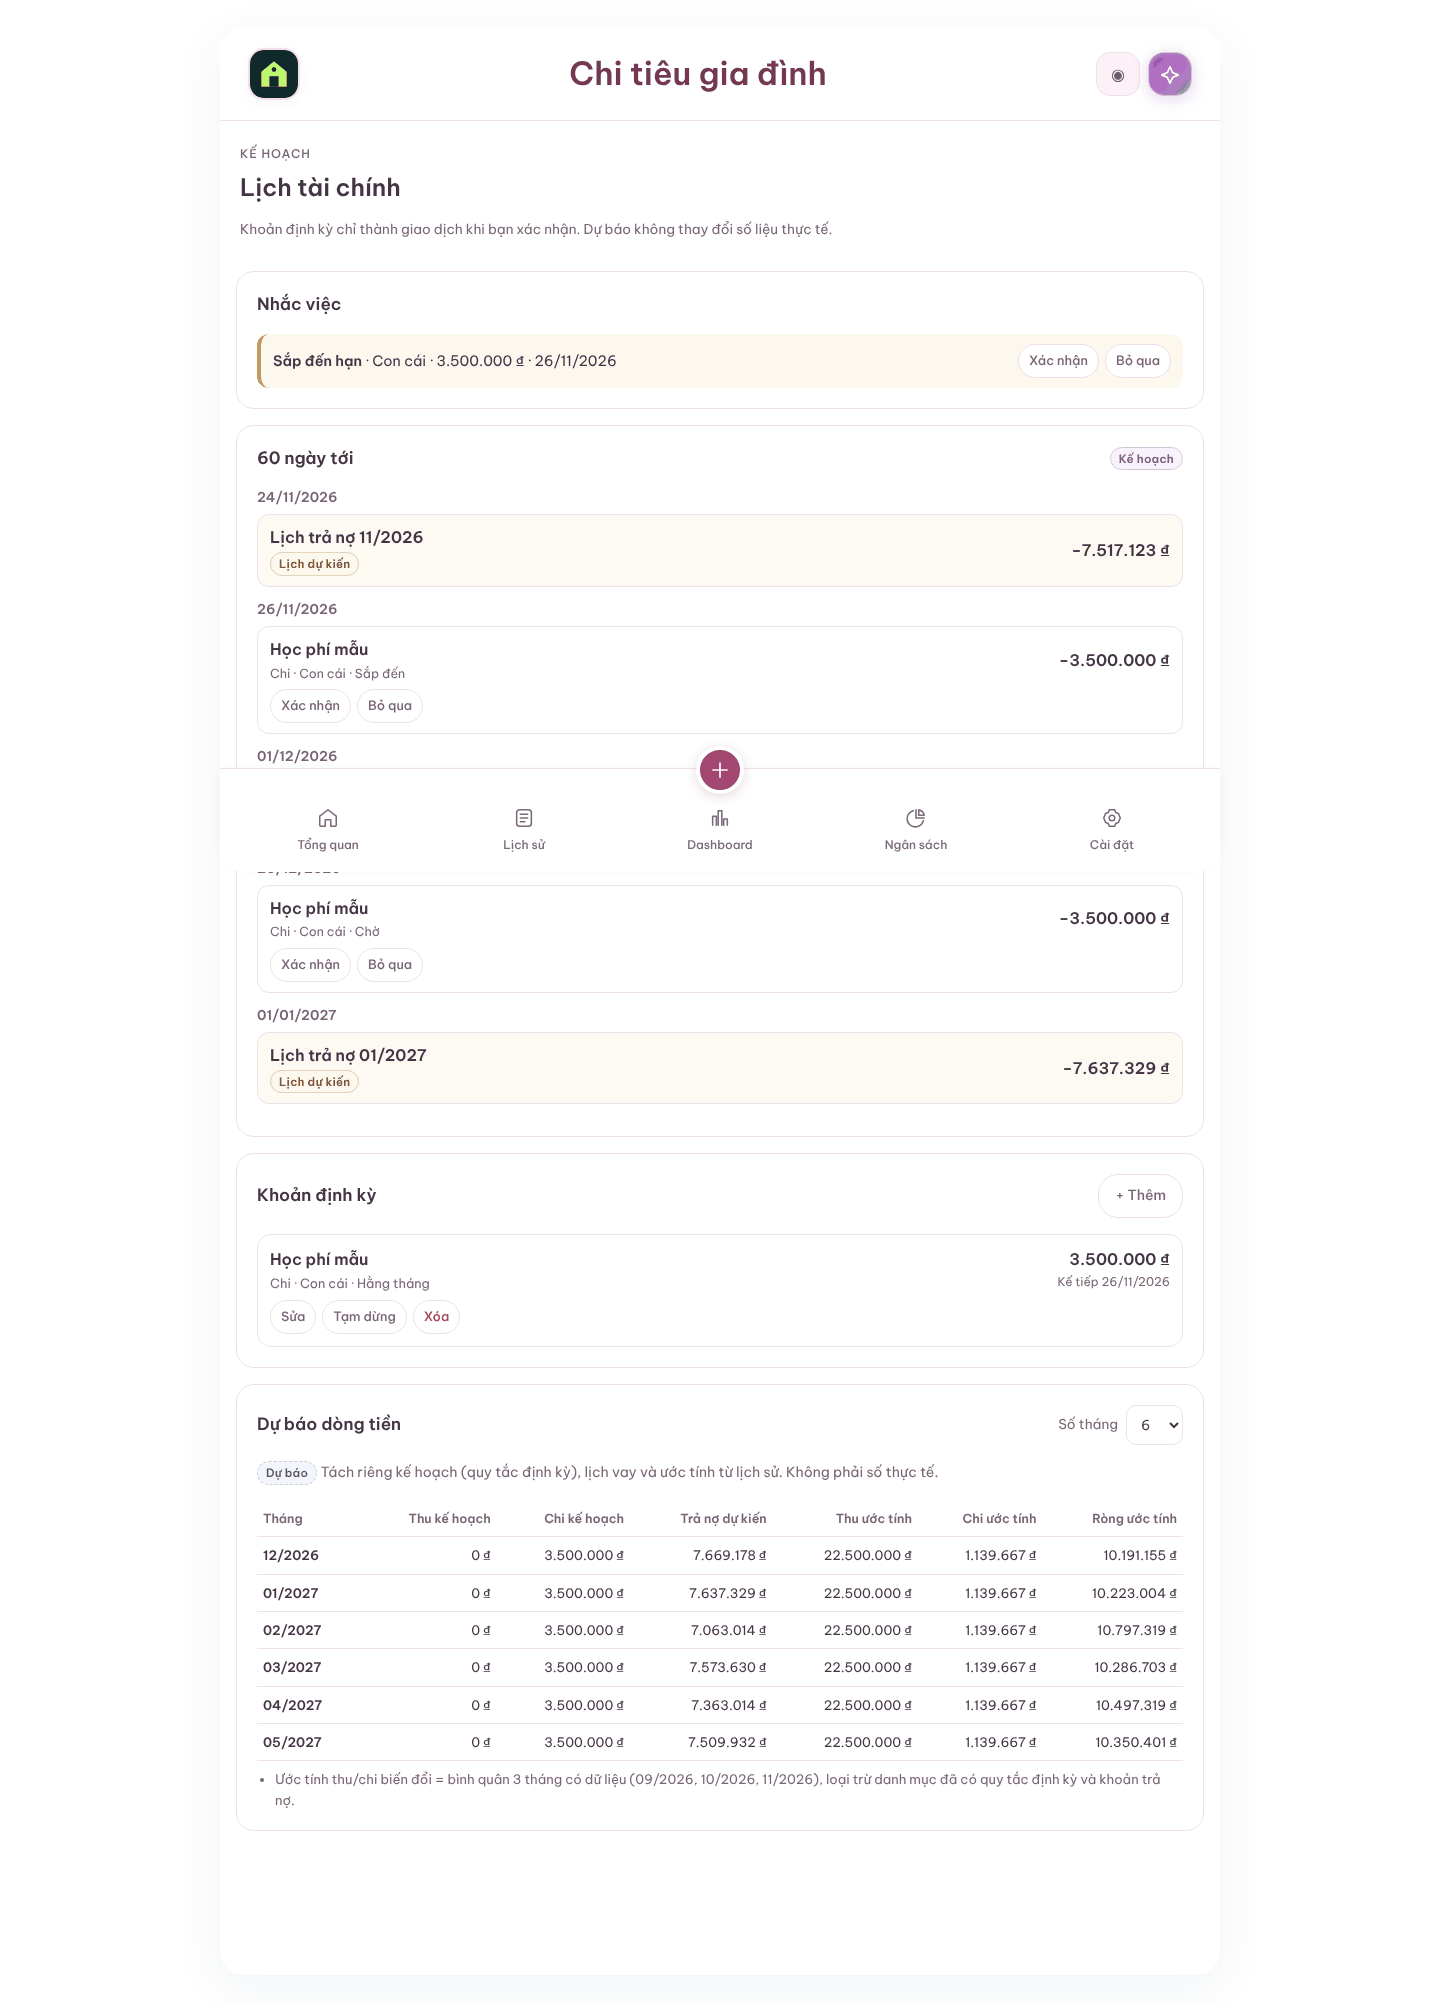 Chi tiêu gia đình
KẾ HOẠCH
Lịch tài chính
Khoản định kỳ chỉ thành giao dịch khi bạn xác nhận. Dự báo không thay đổi số liệu thực tế.
Nhắc việc
Sắp đến hạn · Con cái · 3.500.000 ₫ · 26/11/2026 Xác nhận Bỏ qua
60 ngày tới Kế hoạch
24/11/2026
Lịch trả nợ 11/2026 -7.517.123 ₫
Lịch dự kiến
26/11/2026
Học phí mẫu -3.500.000 ₫
Chi · Con cái · Sắp đến
Xác nhận Bỏ qua
01/12/2026
Tổng quan Lịch sử Dashboard Ngân sách Cài đặt
Học phí mẫu -3.500.000 ₫
Chi · Con cái · Chờ
Xác nhận Bỏ qua
01/01/2027
Lịch trả nợ 01/2027 -7.637.329 ₫
Lịch dự kiến
Khoản định kỳ + Thêm
Học phí mẫu 3.500.000 ₫
Chi · Con cái · Hằng tháng Kế tiếp 26/11/2026
Sửa Tạm dừng Xóa
Dự báo dòng tiền Số tháng 6
Dự báo Tách riêng kế hoạch (quy tắc định kỳ), lịch vay và ước tính từ lịch sử. Không phải số thực tế.
Tháng Thu kế hoạch Chi kế hoạch Trả nợ dự kiến Thu ước tính Chi ước tính Ròng ước tính
12/2026 0 ₫ 3.500.000 ₫ 7.669.178 ₫ 22.500.000 ₫ 1.139.667 ₫ 10.191.155 ₫
01/2027 0 ₫ 3.500.000 ₫ 7.637.329 ₫ 22.500.000 ₫ 1.139.667 ₫ 10.223.004 ₫
02/2027 0 ₫ 3.500.000 ₫ 7.063.014 ₫ 22.500.000 ₫ 1.139.667 ₫ 10.797.319 ₫
03/2027 0 ₫ 3.500.000 ₫ 7.573.630 ₫ 22.500.000 ₫ 1.139.667 ₫ 10.286.703 ₫
04/2027 0 ₫ 3.500.000 ₫ 7.363.014 ₫ 22.500.000 ₫ 1.139.667 ₫ 10.497.319 ₫
05/2027 0 ₫ 3.500.000 ₫ 7.509.932 ₫ 22.500.000 ₫ 1.139.667 ₫ 10.350.401 ₫
• Ước tính thu/chi biến đổi = bình quân 3 tháng có dữ liệu (09/2026, 10/2026, 11/2026), loại trừ danh mục đã có quy tắc định kỳ và khoản trả
nợ.